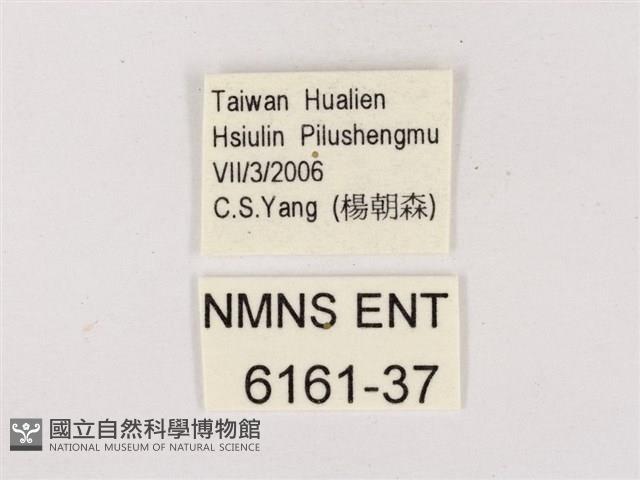 Taiwan Hualien
Hsiulin Pilushengmu
VII/3/2006
C.S.Yang (楊朝森)
NMNS ENT
6161-37
國立自然科學博物館
NATIONAL MUSEUM OF NATURAL SCIENCE